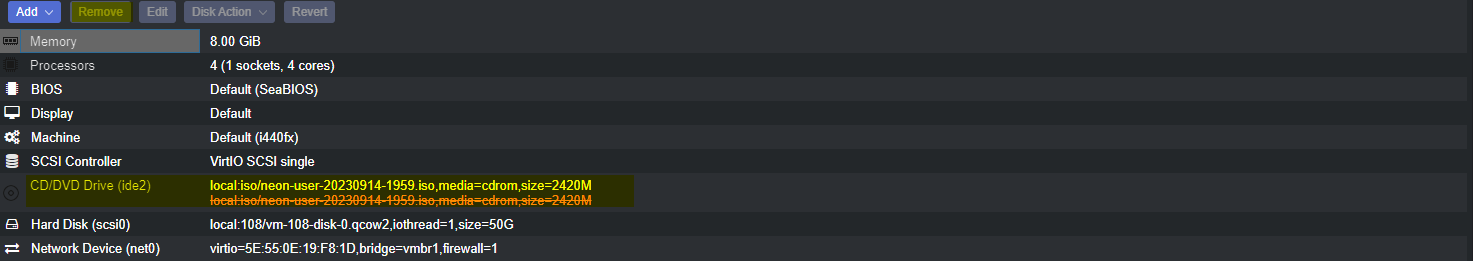 Add Remove Edit Disk Action Revert
Memory 8.00 GiB
Processors 4 (1 sockets, 4 cores)
BIOS Default (SeaBIOS)
Display Default
Machine Default (i440fx)
SCSI Controller VirtIO SCSI single
CD/DVD Drive (ide2) local:iso/neon-user-20230914-1959.iso,media=cdrom,size=2420M
local:iso/neon-user-20230914-1959.iso,media=cdrom,size=2420M
Hard Disk (scsi0) local:108/vm-108-disk-0.qcow2,iothread=1,size=50G
Network Device (net0) virtio=5E:55:0E:19:F8:1D,bridge=vmbr1,firewall=1